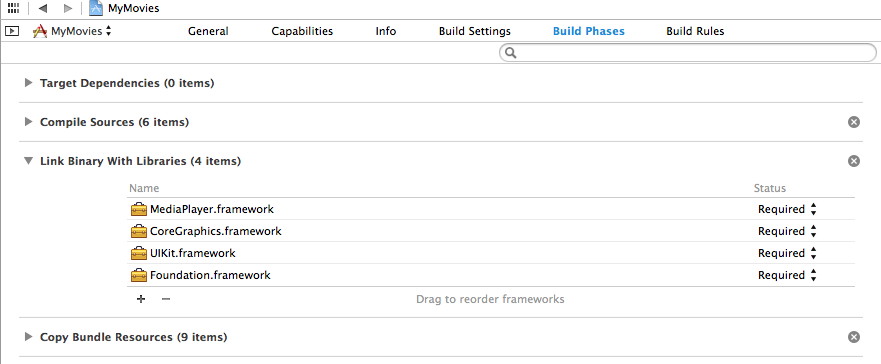 MyMovies
MyMovies General Capabilities Info Build Settings Build Phases Build Rules
Target Dependencies (0 items)
Compile Sources (6 items)
Link Binary With Libraries (4 items)
Name Status
MediaPlayer.framework Required
CoreGraphics.framework Required
UIKit.framework Required
Foundation.framework Required
+ − Drag to reorder frameworks
Copy Bundle Resources (9 items)